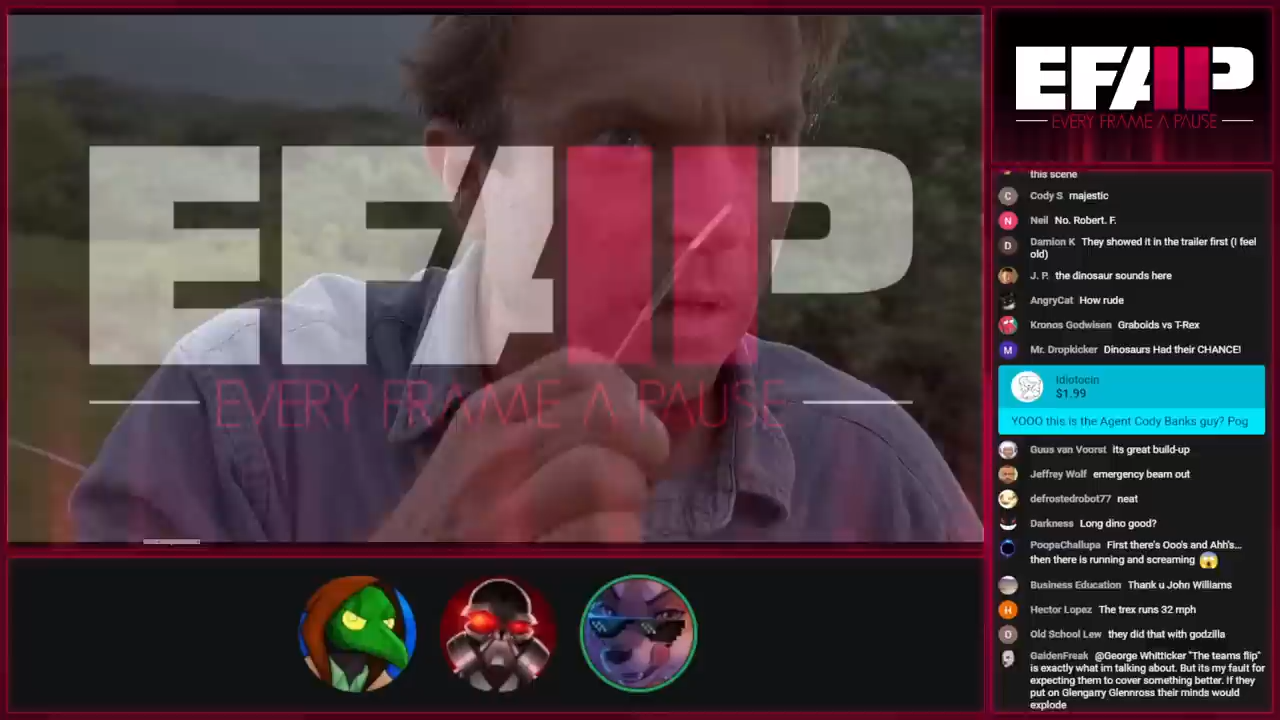 EFAP
EVERY FRAME A PAUSE
EFAP
EVERY FRAME A PAUSE
this scene
C
Cody S majestic
N
Neil No. Robert. F.
D
Damion K They showed it in the trailer first (I feel
old)
J. P. the dinosaur sounds here
AngryCat How rude
Kronos Godwisen Graboids vs T-Rex
M
Mr. Dropkicker Dinosaurs Had their CHANCE!
Idiotocin
$1.99
YOOO this is the Agent Cody Banks guy? Pog
Guus van Voorst its great build-up
Jeffrey Wolf emergency beam out
defrostedrobot77 neat
Darkness Long dino good?
PoopaChallupa First there's Ooo's and Ahh's...
then there is running and screaming 😱
Business Education Thank u John Williams
H
Hector Lopez The trex runs 32 mph
D
Old School Lew they did that with godzilla
GaidenFreak @George Whitticker "The teams flip"
is exactly what im talking about. But its my fault for
expecting them to cover something better. If they
put on Glengarry Glennross their minds would
explode